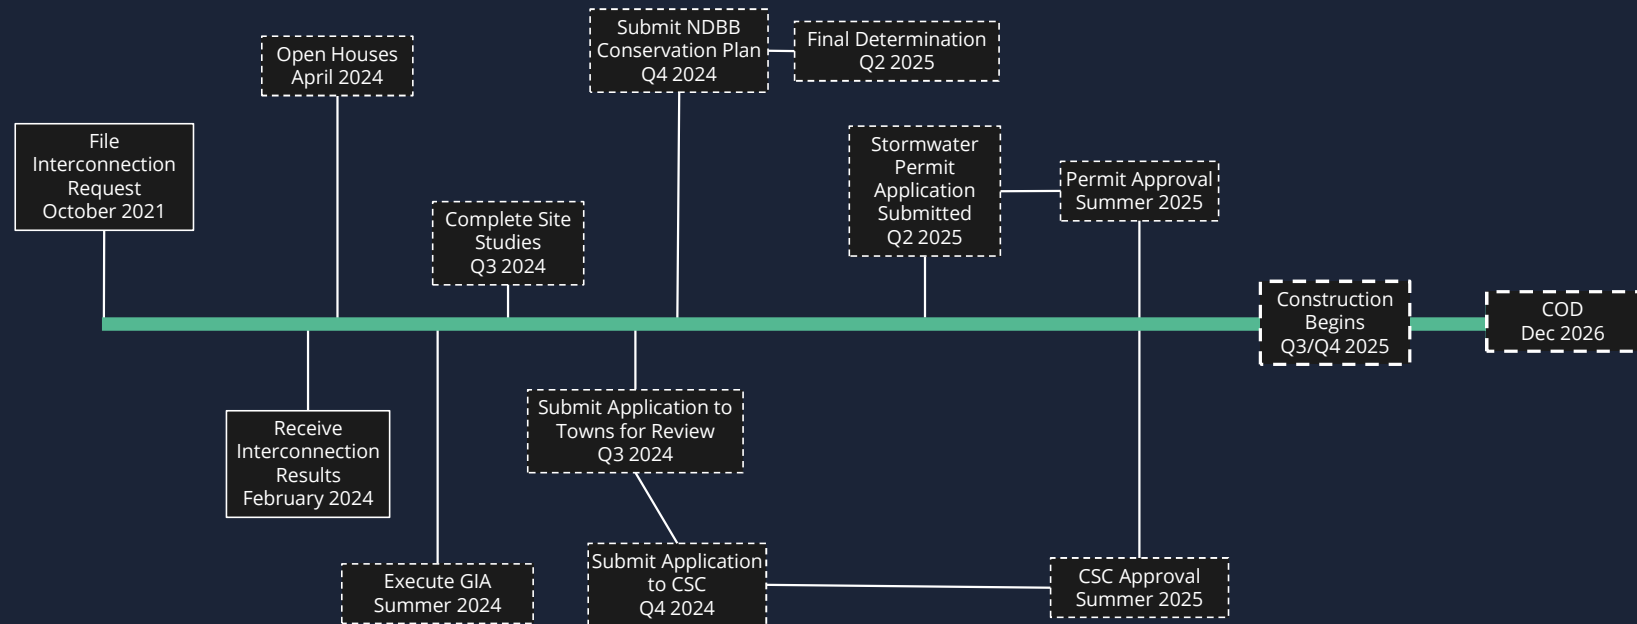 Submit NDBB
Conservation Plan
Q4 2024
Final Determination
Q2 2025
Open Houses
April 2024
File
Interconnection
Request
October 2021
Stormwater
Permit
Application
Submitted
Q2 2025
Permit Approval
Summer 2025
Complete Site
Studies
Q3 2024
Construction
Begins
Q3/Q4 2025
COD
Dec 2026
Receive
Interconnection
Results
February 2024
Submit Application to
Towns for Review
Q3 2024
Execute GIA
Summer 2024
Submit Application
to CSC
Q4 2024
CSC Approval
Summer 2025